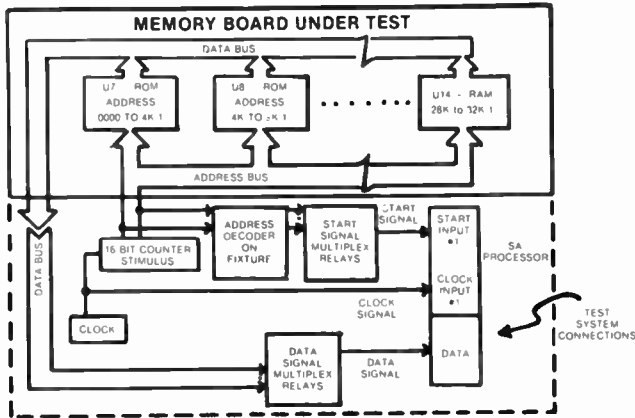 MEMORY BOARD UNDER TEST
DATA BUS
U7 ROM
ADDRESS
0000 TO 4K 1
U8 ROM
ADDRESS
4K to 1
U14 - RAM
28K to 32K 1
ADDRESS BUS
16 BIT COUNTER
STIMULUS
ADDRESS
DECODER
ON
FIXTURE
START
SIGNAL
MULTIPLEX
RELAYS
START
SIGNAL
START
INPUT
#1
SA
PROCESSOR
CLOCK
INPUT
#1
CLOCK
SIGNAL
CLOCK
DATA BUS
DATA
SIGNAL
MULTIPLEX
RELAYS
DATA
SIGNAL
DATA
TEST
SYSTEM
CONNECTIONS